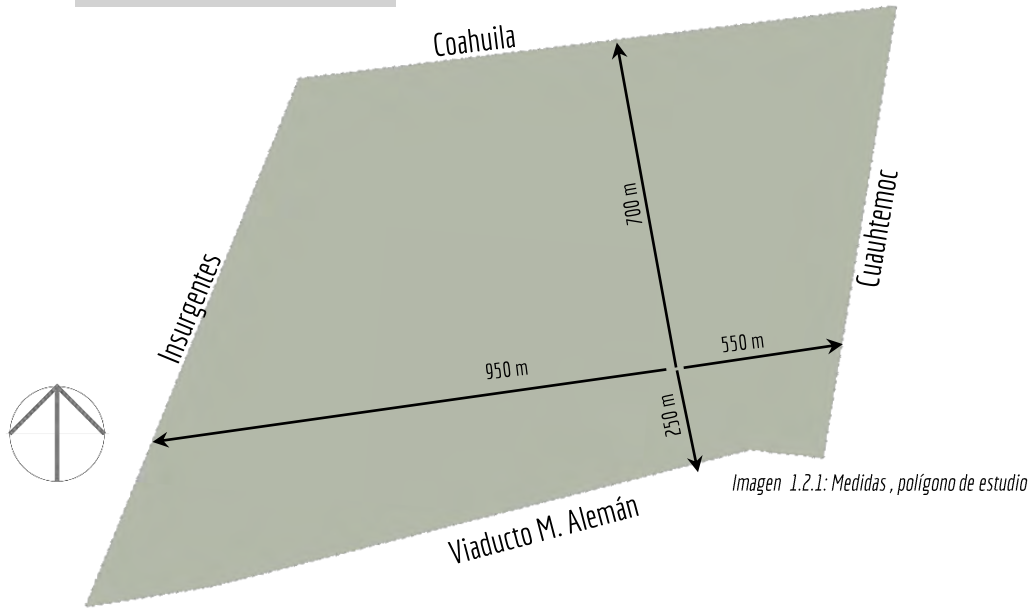 Coahuila
700 m
Cuauhtemoc
Insurgentes
550 m
950 m
250 m
Imagen 1.2.1: Medidas , polígono de estudio
Viaducto M. Alemán